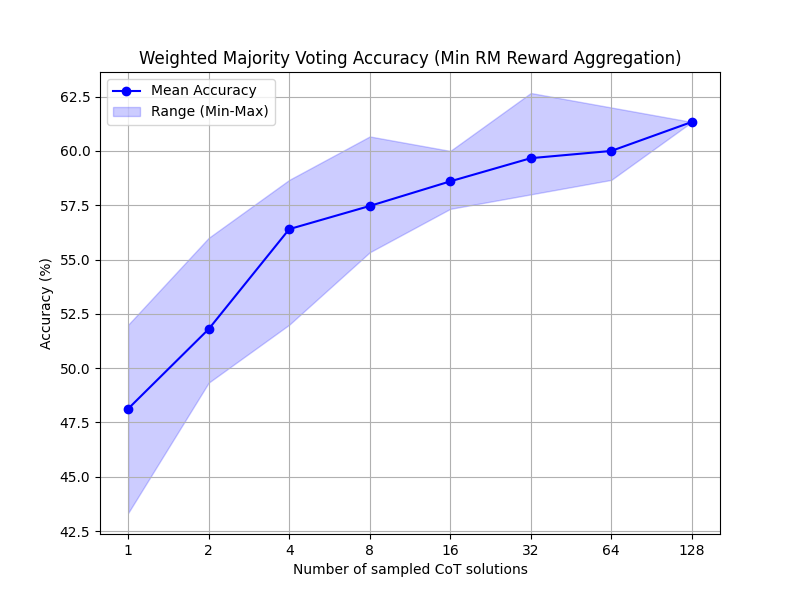 Weighted Majority Voting Accuracy (Min RM Reward Aggregation)
Mean Accuracy
Range (Min-Max)
Accuracy (%)
62.5
60.0
57.5
55.0
52.5
50.0
47.5
45.0
42.5
1 2 4 8 16 32 64 128
Number of sampled CoT solutions